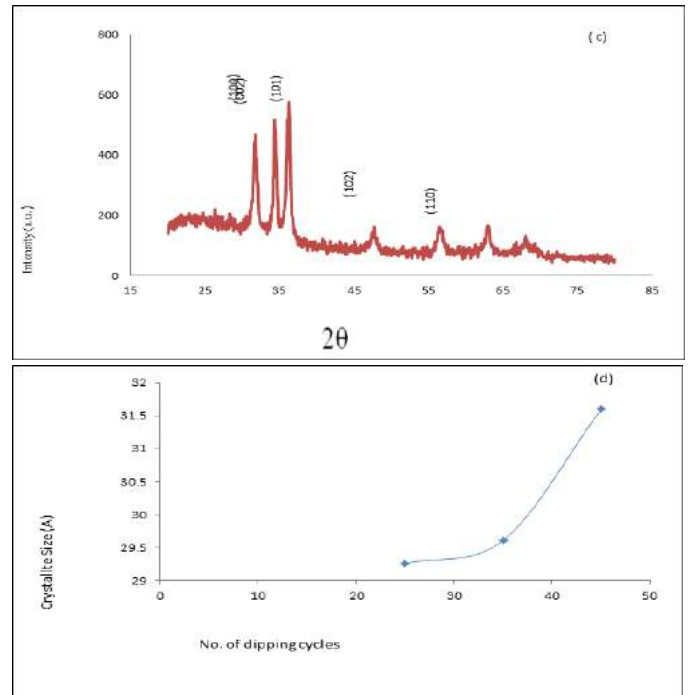 800
( c )
600
(100)
(002)
(101)
400
(102)
(110)
200
0
Intensity (a.u.)
15 25 35 45 55 65 75 85
2θ
32
(d)
31.5
31
30.5
30
29.5
29
Crystallite Size (A)
0 10 20 30 40 50
No. of dipping cycles